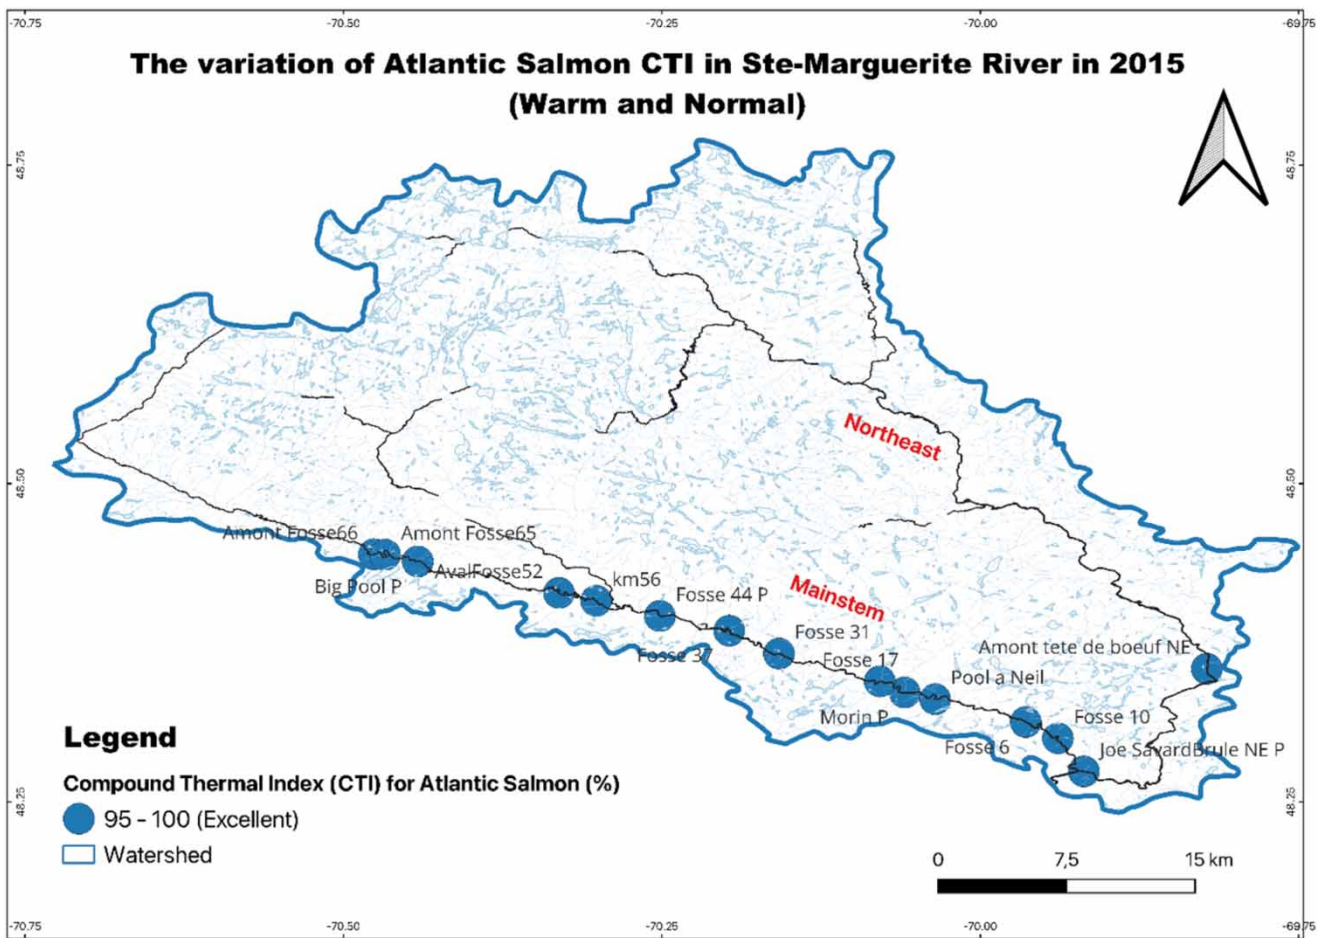 -70.75 -70.50 -70.25 -70.00 -69.75
The variation of Atlantic Salmon CTI in Ste-Marguerite River in 2015
(Warm and Normal)
48.75 48.75
Northeast
48.50 48.50
Amont Fosse66 Amont Fosse65
Big Pool P AvalFosse52 km56
Fosse 44 P
Mainstem
Fosse 31
Fosse 37 Fosse 17
Amont tete de boeuf NE
Pool a Neil
Morin P
Fosse 10
Fosse 6
Joe SavardBrule NE P
Legend
Compound Thermal Index (CTI) for Atlantic Salmon (%)
95 - 100 (Excellent)
Watershed
48.25 48.25
0 7,5 15 km
-70.75 -70.50 -70.25 -70.00 -69.75